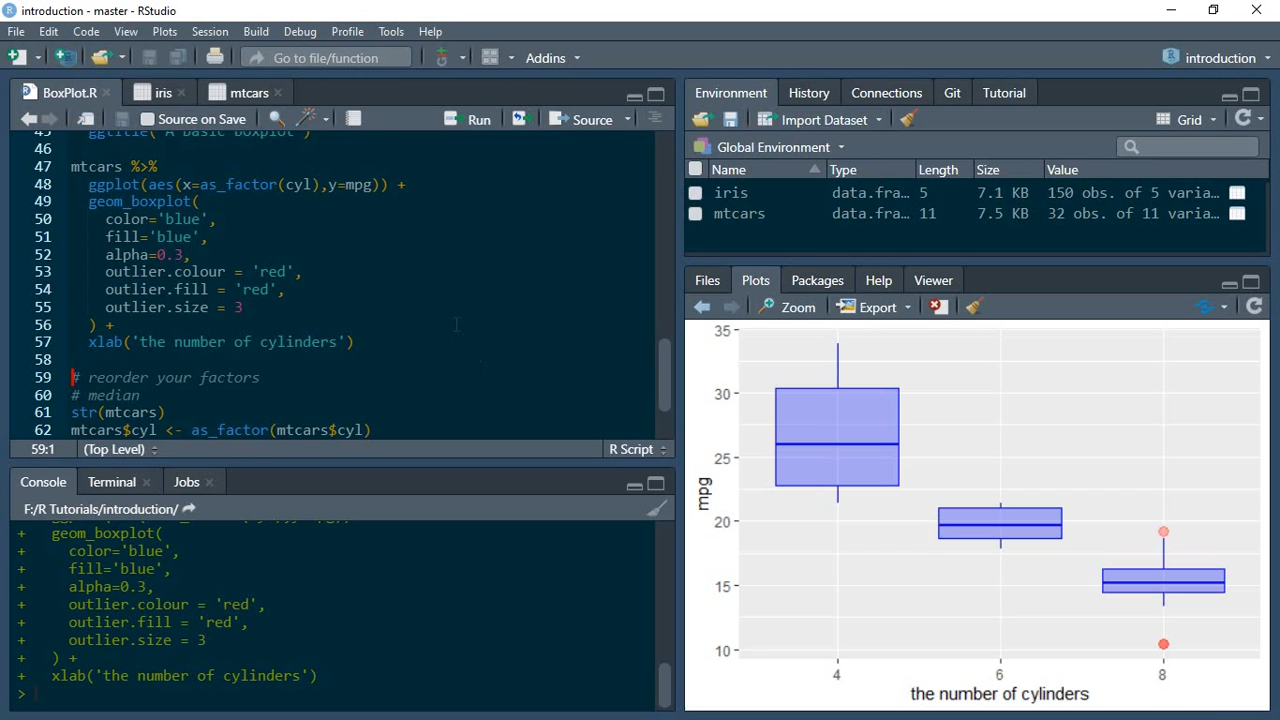 introduction - master - RStudio
File Edit Code View Plots Session Build Debug Profile Tools Help
Go to file/function Addins introduction
BoxPlot.R iris mtcars
Source on Save Run Source
45 ggtitle('A Basic boxplot')
46
47 mtcars %>%
48 ggplot(aes(x=as_factor(cyl),y=mpg)) +
49 geom_boxplot(
50 color='blue',
51 fill='blue',
52 alpha=0.3,
53 outlier.colour = 'red',
54 outlier.fill = 'red',
55 outlier.size = 3
56 ) +
57 xlab('the number of cylinders')
58
59 # reorder your factors
60 # median
61 str(mtcars)
62 mtcars$cyl <- as_factor(mtcars$cyl)
59:1 (Top Level) R Script
Console Terminal Jobs
F:/R Tutorials/introduction/
+ geom_boxplot(
+ color='blue',
+ fill='blue',
+ alpha=0.3,
+ outlier.colour = 'red',
+ outlier.fill = 'red',
+ outlier.size = 3
+ ) +
+ xlab('the number of cylinders')
>
Environment History Connections Git Tutorial
Import Dataset Grid
Global Environment
Name Type Length Size Value
iris data.fra… 5 7.1 KB 150 obs. of 5 varia…
mtcars data.fra… 11 7.5 KB 32 obs. of 11 varia…
Files Plots Packages Help Viewer
Zoom Export
35
30
25
20
15
10
mpg
4 6 8
the number of cylinders